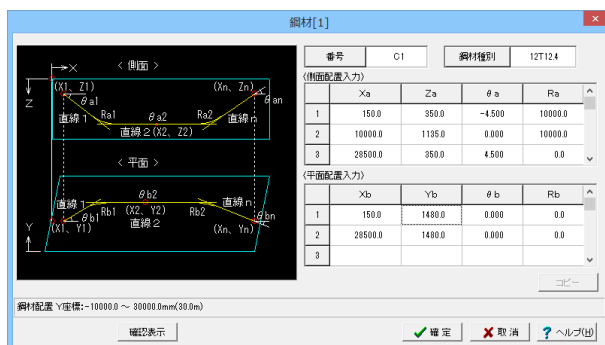 鋼材[1]
番号 C1 鋼材種別 12T12.4
〈側面配置入力〉
Xa Za θa Ra
1 150.0 350.0 -4.500 10000.0
2 10000.0 1135.0 0.000 10000.0
3 28500.0 350.0 4.500 0.0
〈平面配置入力〉
Xb Yb θb Rb
1 150.0 1480.0 0.000 0.0
2 28500.0 1480.0 0.000 0.0
3
コピー
X
〈 側面 〉
Z
(X1、Z1)
(Xn、Zn)
θa1
θan
Ra1
θa2
Ra2
直線1
直線n
直線2(X2、Z2)
〈 平面 〉
θb2
直線1
直線n
θb1
Rb1
(X2、Y2)
Rb2
θbn
Y
(X1、Y1)
直線2
(Xn、Yn)
鋼材配置 Y座標:-10000.0 ～ 30000.0mm(30.0m)
確認表示 確定 取消 ? ヘルプ(H)